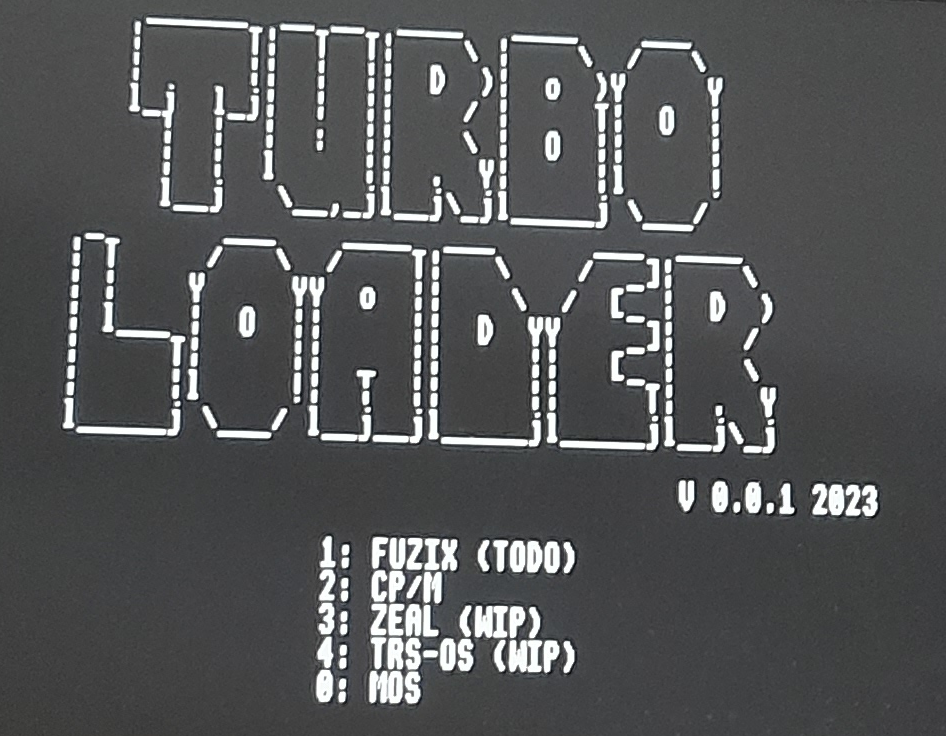 TURBO
LOADER
V 0.0.1 2023
1: FUZIX (TODO)
2: CP/M
3: ZEAL (WIP)
4: TRS-OS (WIP)
0: MOS